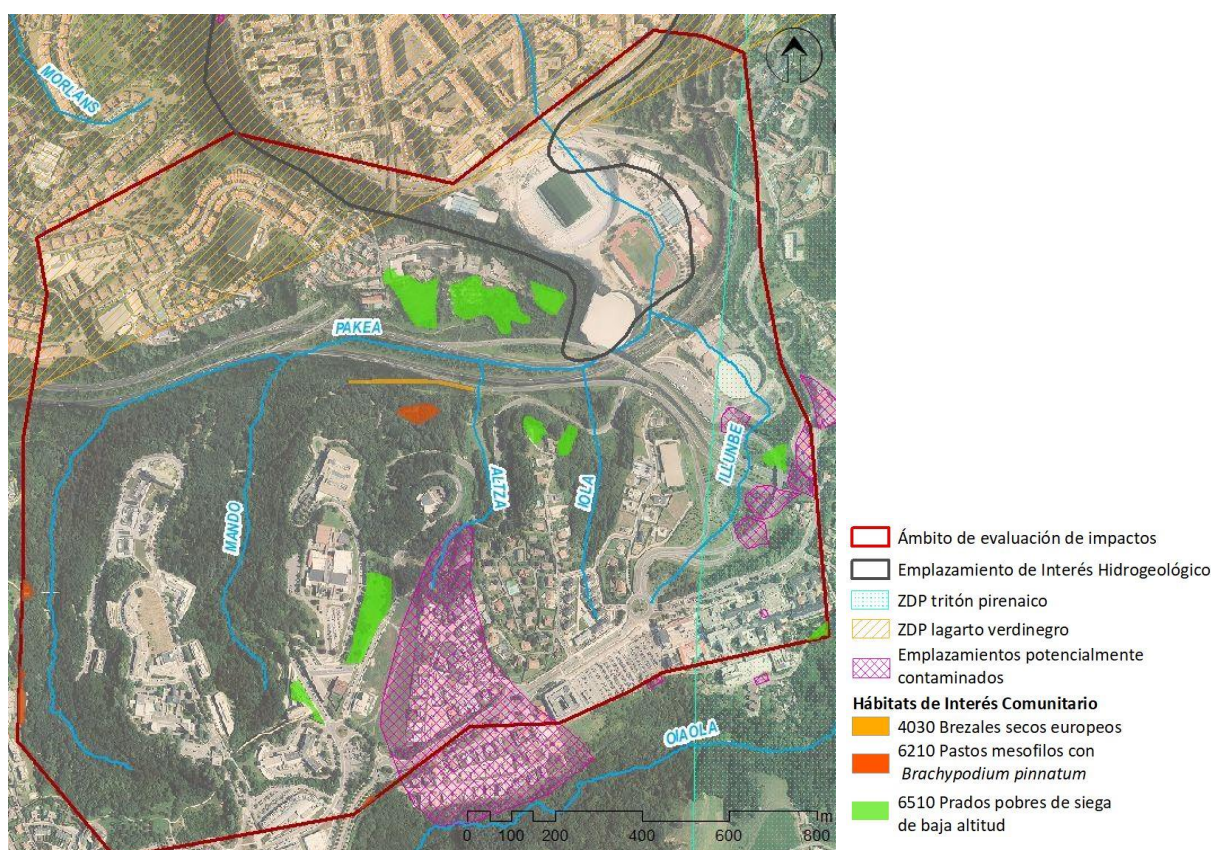 MORLANS
PAKEA
MANDO
ALTZA
IOLA
ILLUNBE
OIAOLA
0 100 200 400 600 800 m
Ámbito de evaluación de impactos
Emplazamiento de Interés Hidrogeológico
ZDP tritón pirenaico
ZDP lagarto verdinegro
Emplazamientos potencialmente
contaminados
Hábitats de Interés Comunitario
4030 Brezales secos europeos
6210 Pastos mesofilos con
Brachypodium pinnatum
6510 Prados pobres de siega
de baja altitud